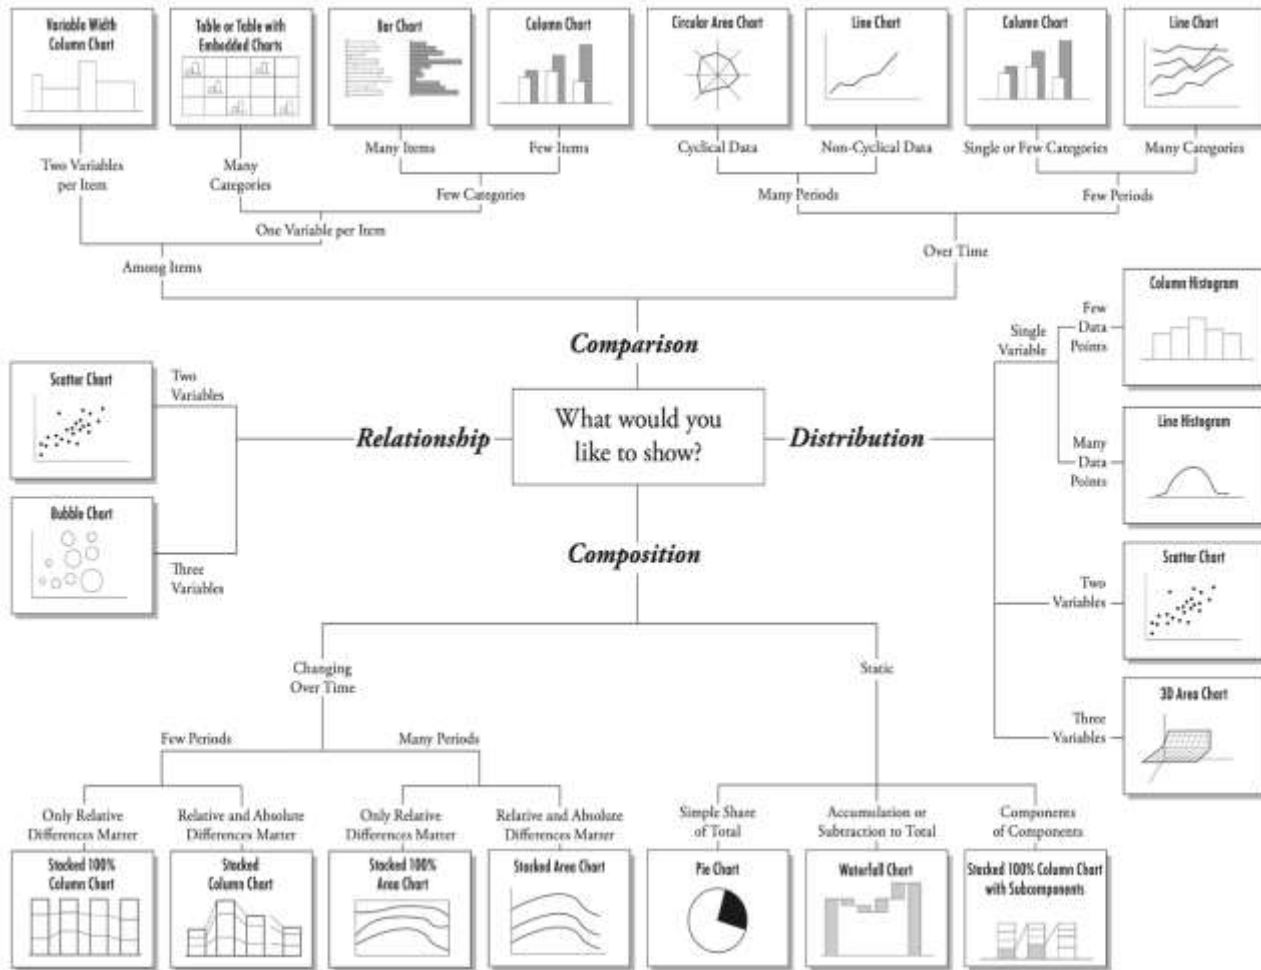 Variable Width
Column Chart
Table or Table with
Embedded Charts
Bar Chart
Column Chart
Circular Area Chart
Line Chart
Column Chart
Line Chart
Two Variables
per Item
Many
Categories
Many Items
Few Items
Cyclical Data
Non-Cyclical Data
Single or Few Categories
Many Categories
Few Categories
Many Periods
Few Periods
One Variable per Item
Over Time
Among Items
Comparison
Scatter Chart
Two
Variables
Bubble Chart
Three
Variables
Relationship
What would you
like to show?
Distribution
Single
Variable
Few
Data
Points
Column Histogram
Many
Data
Points
Line Histogram
Two
Variables
Scatter Chart
Three
Variables
3D Area Chart
Composition
Changing
Over Time
Static
Few Periods
Many Periods
Only Relative
Differences Matter
Relative and Absolute
Differences Matter
Only Relative
Differences Matter
Relative and Absolute
Differences Matter
Simple Share
of Total
Accumulation or
Subtraction to Total
Components
of Components
Stacked 100%
Column Chart
Stacked
Column Chart
Stacked 100%
Area Chart
Stacked Area Chart
Pie Chart
Waterfall Chart
Stacked 100% Column Chart
with Subcomponents